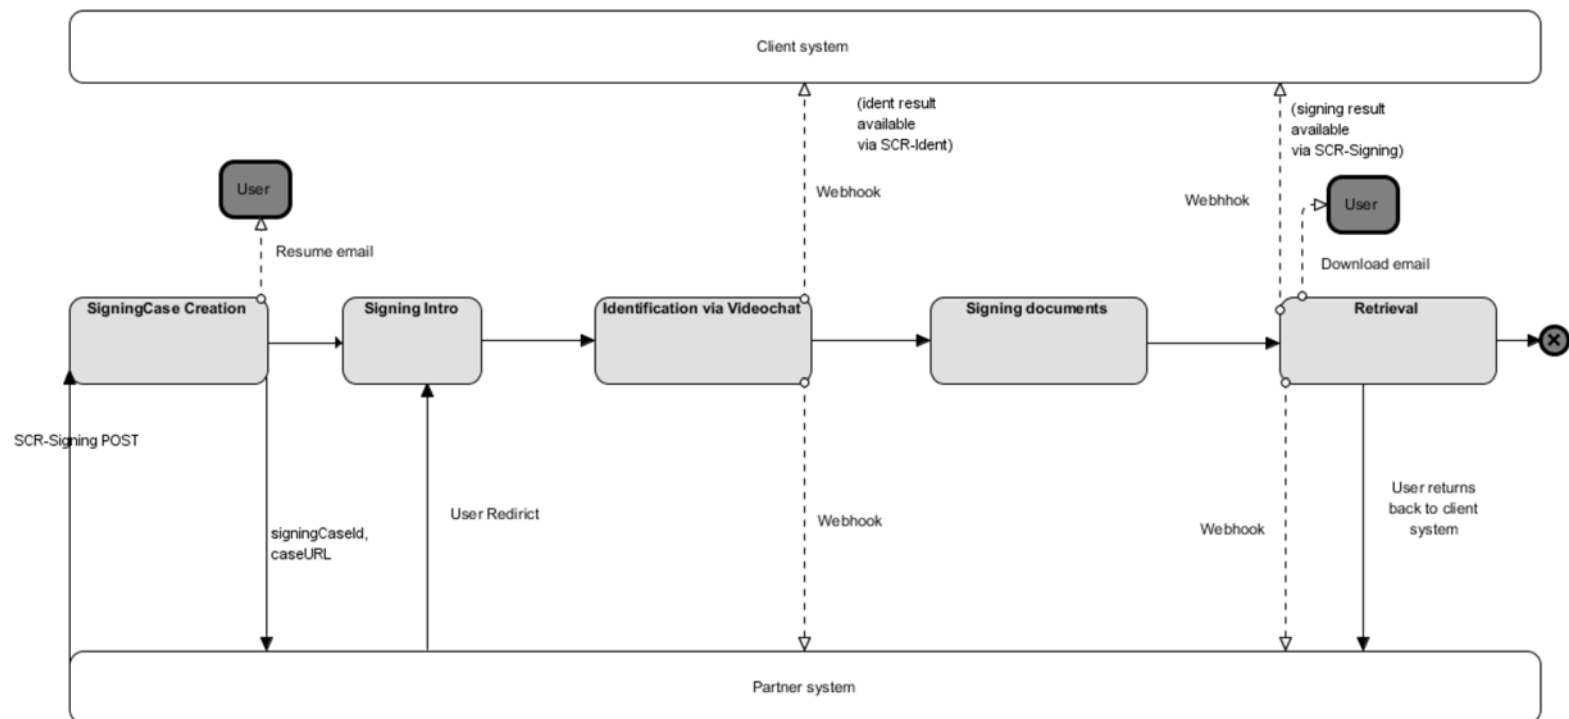 Client system
(ident result
available
via SCR-Ident)
(signing result
available
via SCR-Signing)
User
Webhook
Webhhok
User
Resume email
Download email
SigningCase Creation
Signing Intro
Identification via Videochat
Signing documents
Retrieval
SCR-Signing POST
User Redirict
signingCaseId,
caseURL
Webhook
Webhook
User returns
back to client
system
Partner system